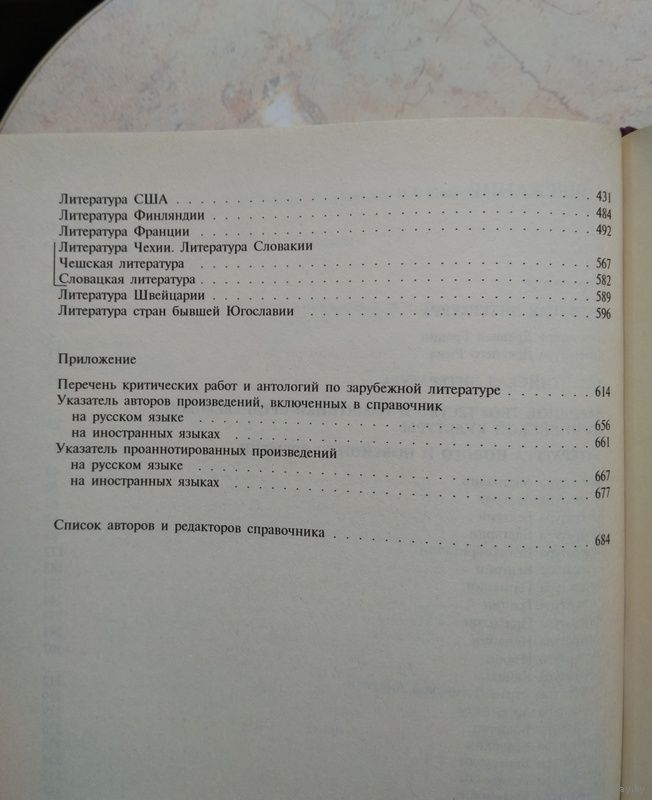 Литература США . . . 431
Литература Финляндии . . . 484
Литература Франции . . . 492
Литература Чехии. Литература Словакии
Чешская литература . . . 567
Словацкая литература . . . 582
Литература Швейцарии . . . 589
Литература стран бывшей Югославии . . . 596
Приложение
Перечень критических работ и антологий по зарубежной литературе . . . 614
Указатель авторов произведений, включенных в справочник
на русском языке . . . 656
на иностранных языках . . . 661
Указатель проаннотированных произведений
на русском языке . . . 667
на иностранных языках . . . 677
Список авторов и редакторов справочника . . . 684